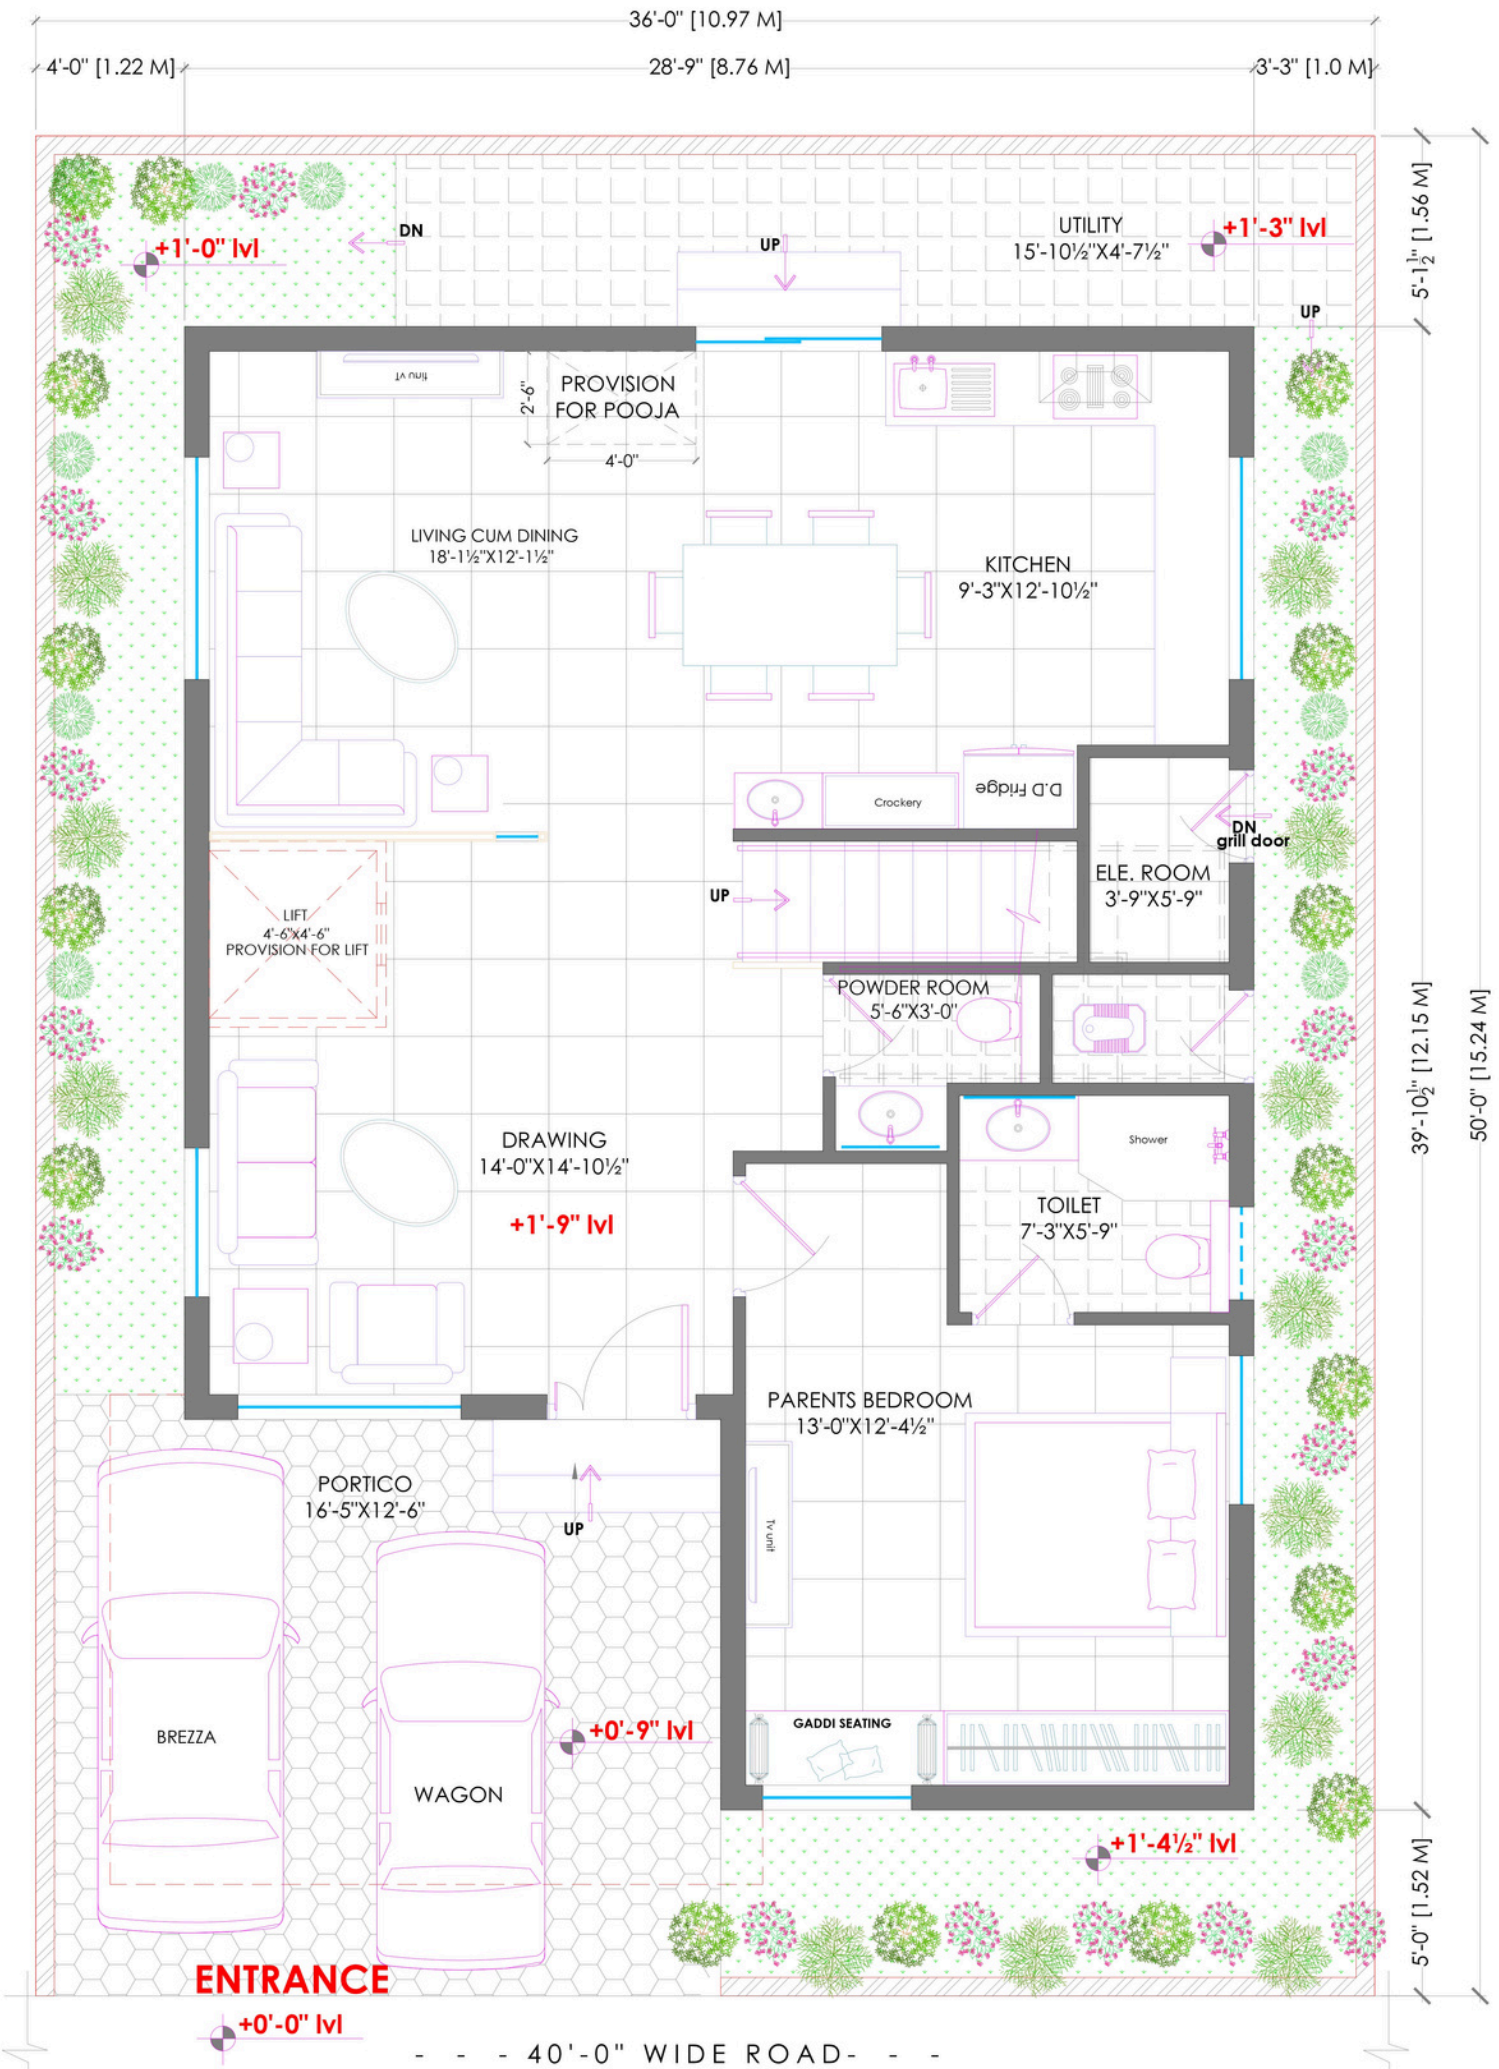 36'-0" [10.97 M]
4'-0" [1.22 M]
28'-9" [8.76 M]
3'-3" [1.0 M]
5'-1½" [1.56 M]
DN
+1'-0" lvl
UP
UTILITY
15'-10½"X4'-7½"
+1'-3" lvl
UP
Tv unit
2'-6"
PROVISION
FOR POOJA
4'-0"
LIVING CUM DINING
18'-1½"X12'-1½"
KITCHEN
9'-3"X12'-10½"
Crockery
D.D Fridge
DN
grill door
ELE. ROOM
3'-9"X5'-9"
UP
LIFT
4'-6"x4'-6"
PROVISION FOR LIFT
POWDER ROOM
5'-6"X3'-0"
39'-10½" [12.15 M]
50'-0" [15.24 M]
DRAWING
14'-0"X14'-10½"
+1'-9" lvl
Shower
TOILET
7'-3"X5'-9"
PARENTS BEDROOM
13'-0"X12'-4½"
PORTICO
16'-5"X12'-6"
UP
Tv unit
GADDI SEATING
+0'-9" lvl
BREZZA
WAGON
+1'-4½" lvl
5'-0" [1.52 M]
ENTRANCE
+0'-0" lvl
- - - 40'-0" WIDE ROAD- - -